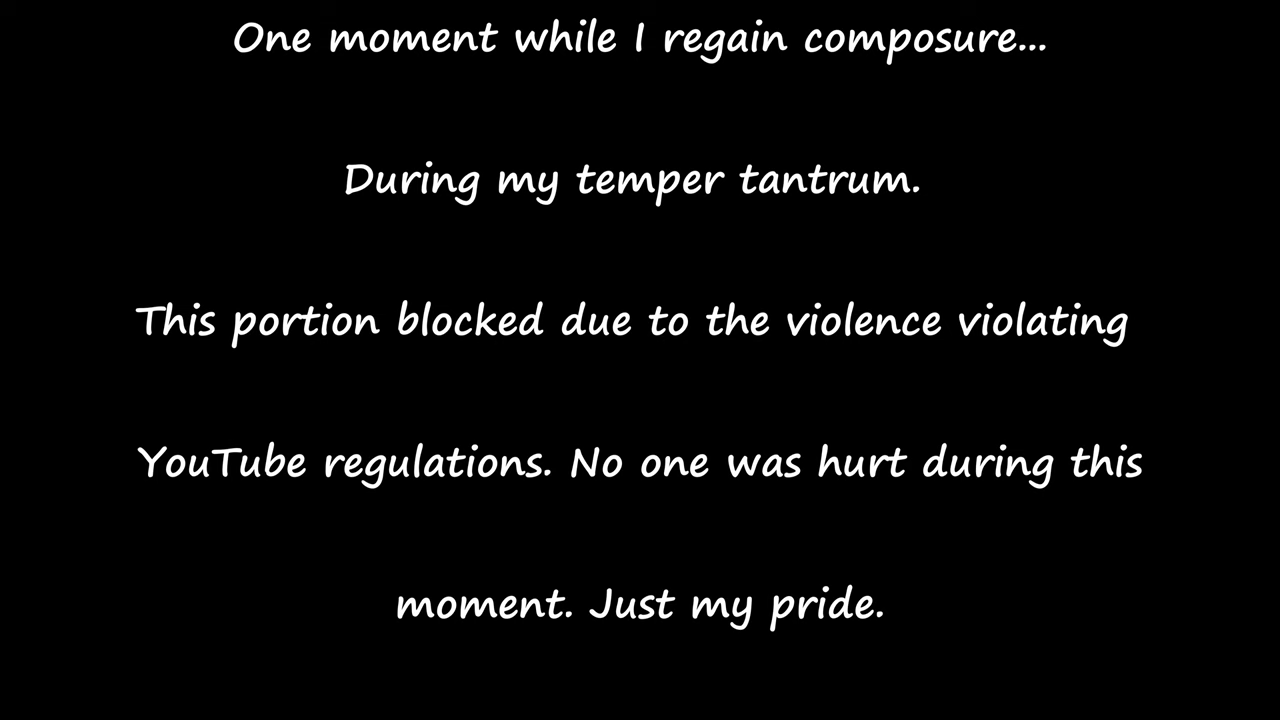 One moment while I regain composure...
During my temper tantrum.
This portion blocked due to the violence violating
YouTube regulations. No one was hurt during this
moment. Just my pride.